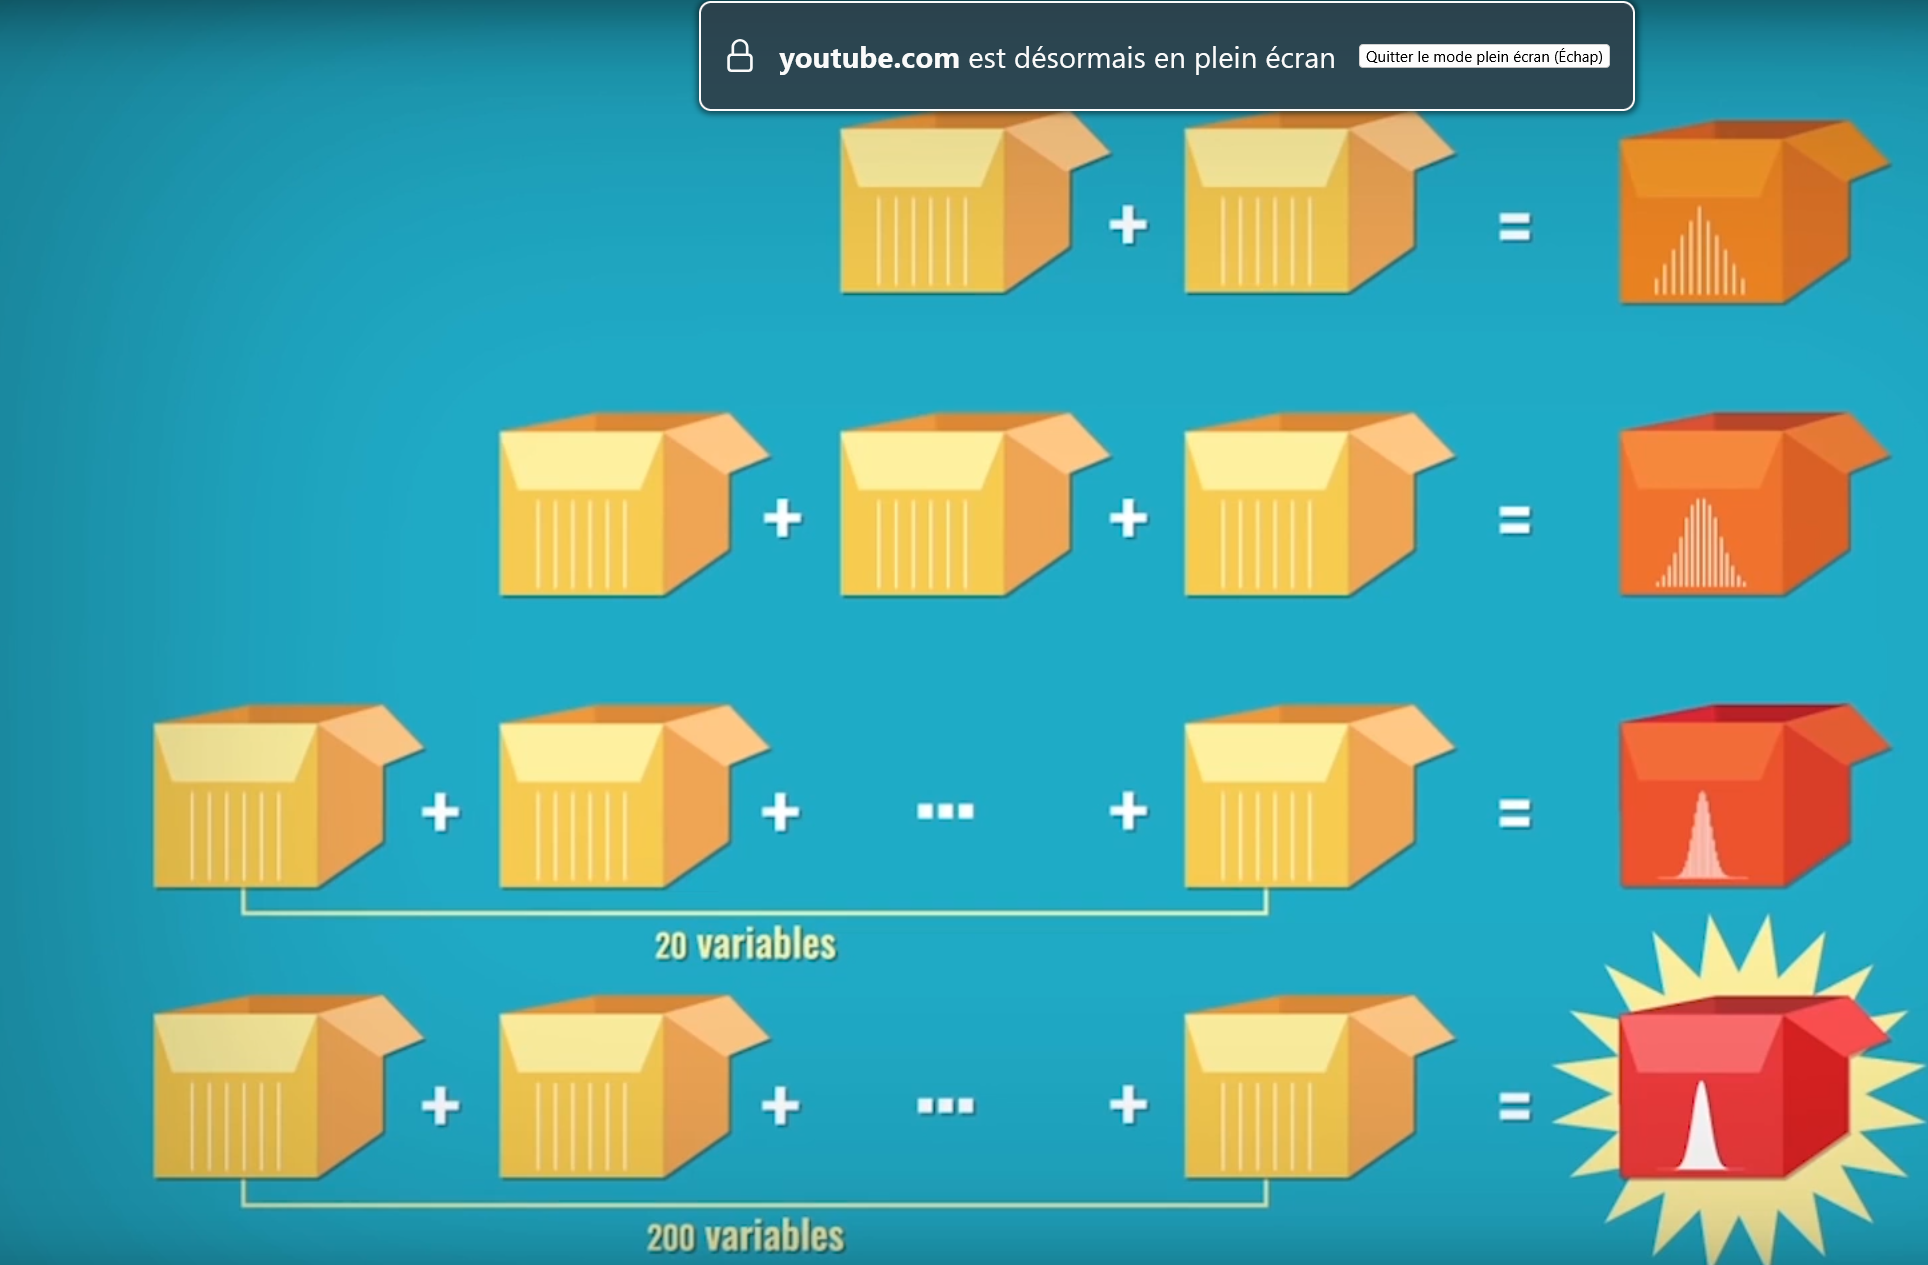 youtube.com est désormais en plein écran Quitter le mode plein écran (Échap)
+ =
+ + =
+ + ... + =
20 variables
+ + ... + =
200 variables